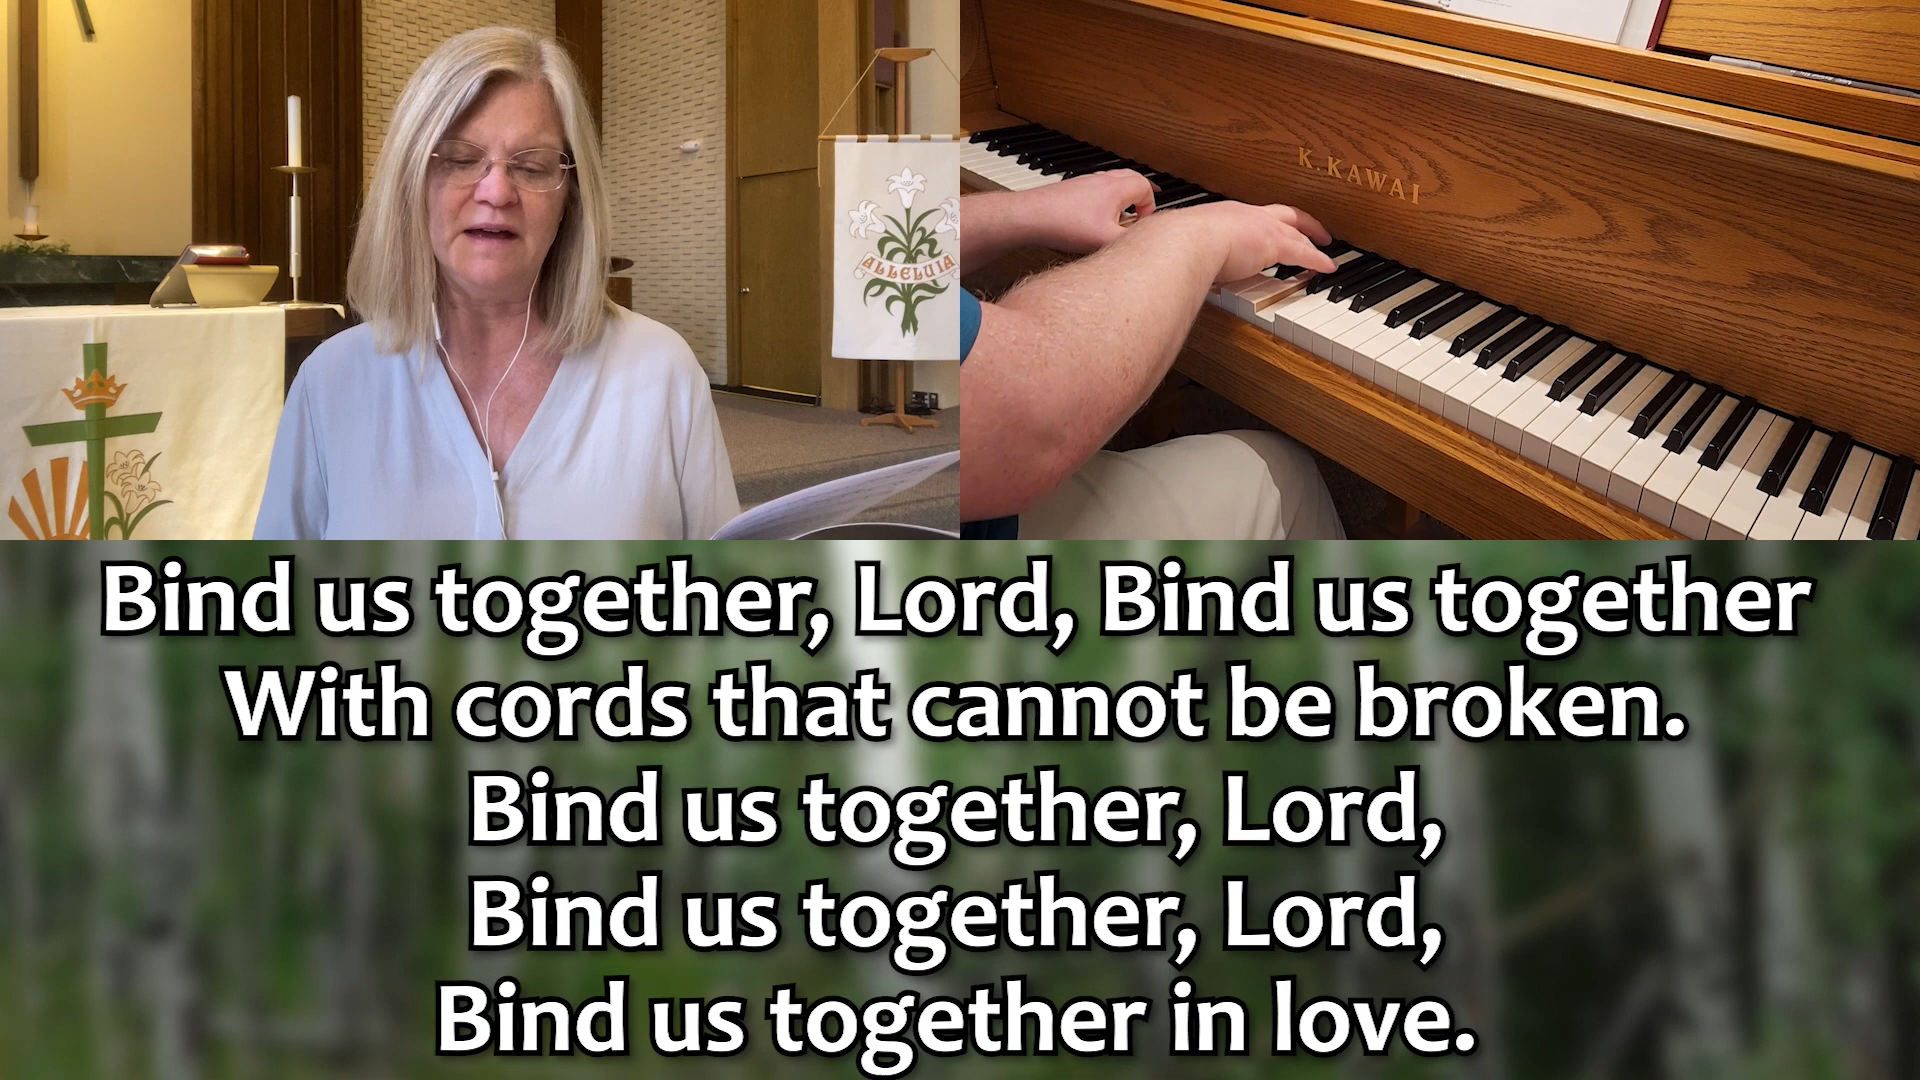 ALLELUIA
K.KAWAI
Bind us together, Lord, Bind us together
With cords that cannot be broken.
Bind us together, Lord,
Bind us together, Lord,
Bind us together in love.